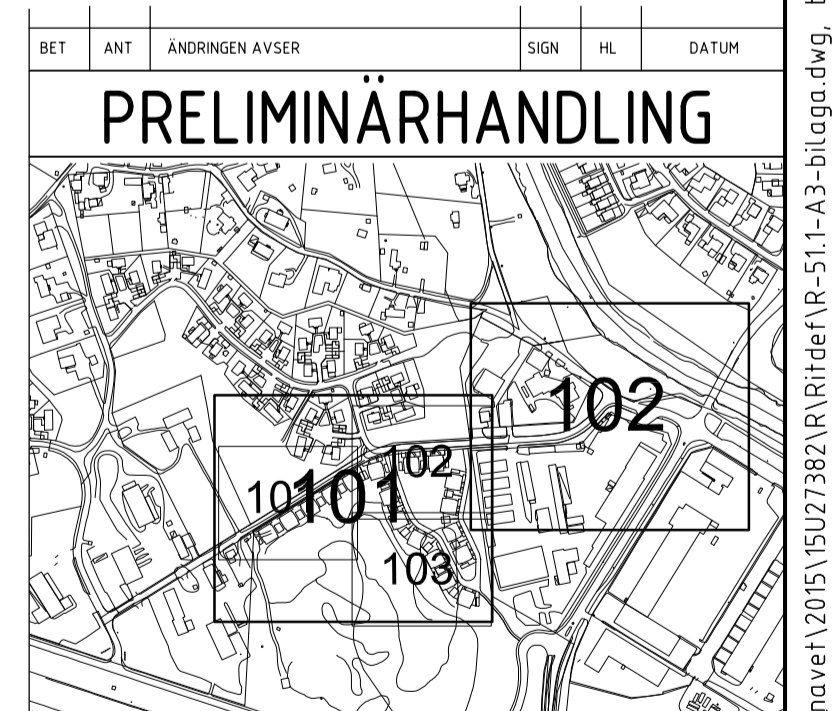 BET ANT ÄNDRINGEN AVSER SIGN HL DATUM
PRELIMINÄRHANDLING
102
102
101
101
103
navet\2015\15U27382\R\Ritdef\R-51.1-A3-bilaga.dwg,